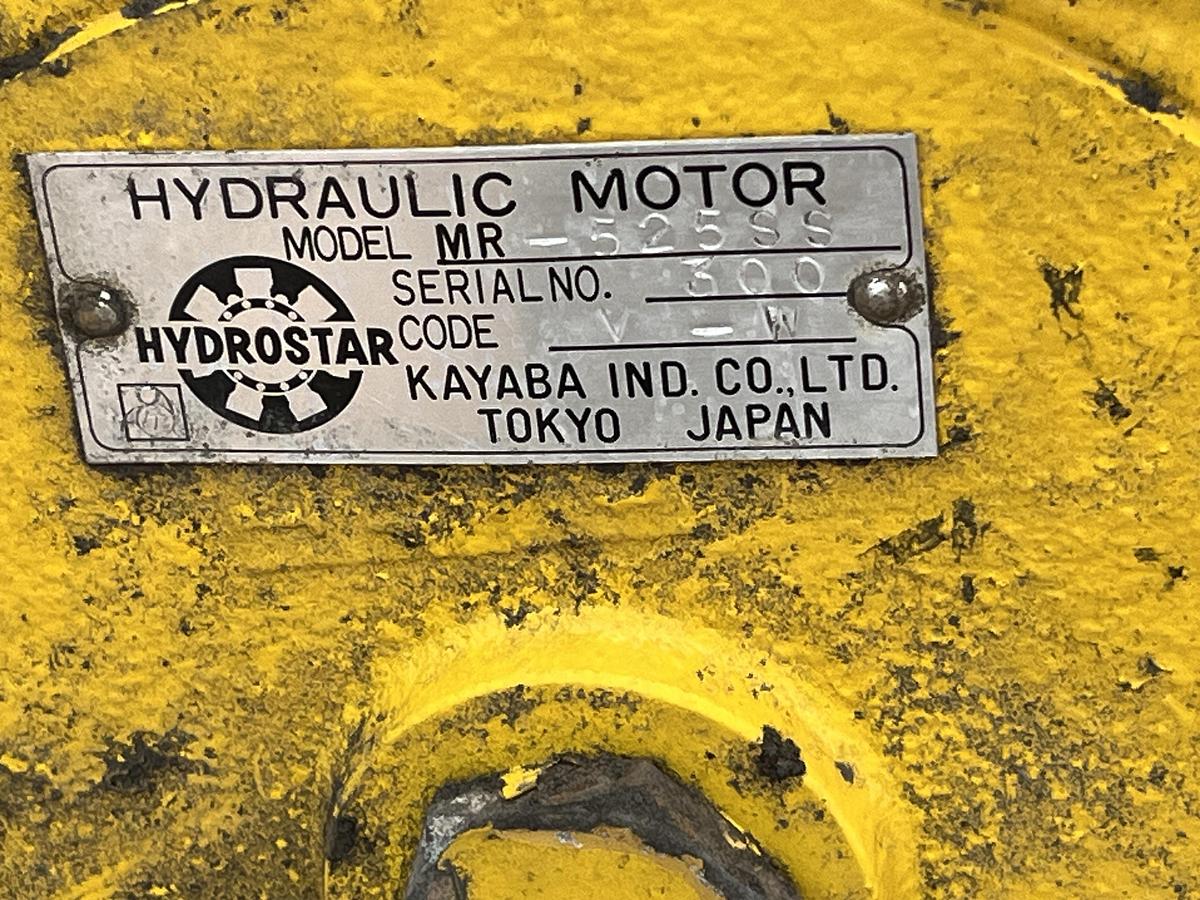 HYDRAULIC MOTOR
MODEL MR-525SS
SERIAL NO. 300
HYDROSTAR
CODE V-W
KAYABA IND. CO.,LTD.
TOKYO JAPAN